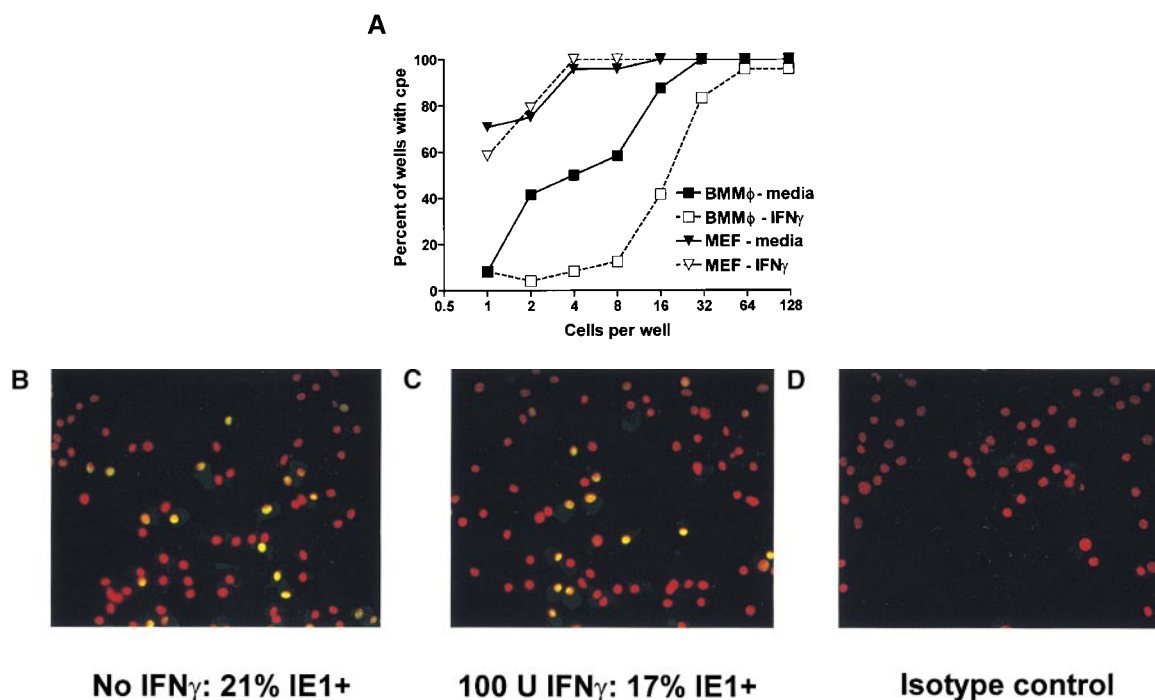 A
Percent of wells with cpe
100
80
60
40
20
0
0.5 1 2 4 8 16 32 64 128
Cells per well
BMMϕ - media
BMMϕ - IFNγ
MEF - media
MEF - IFNγ
B
C
D
No IFNγ: 21% IE1+
100 U IFNγ: 17% IE1+
Isotype control